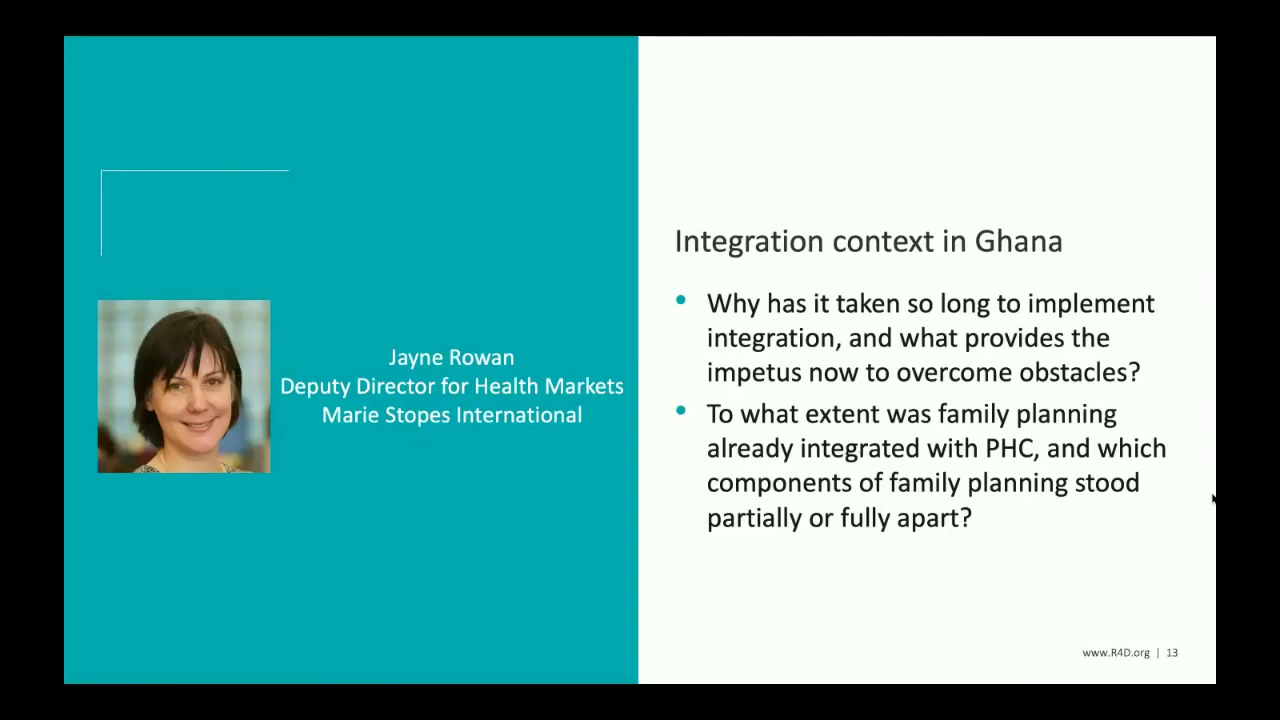 Jayne Rowan
Deputy Director for Health Markets
Marie Stopes International
Integration context in Ghana
• Why has it taken so long to implement
integration, and what provides the
impetus now to overcome obstacles?
• To what extent was family planning
already integrated with PHC, and which
components of family planning stood
partially or fully apart?
www.R4D.org | 13